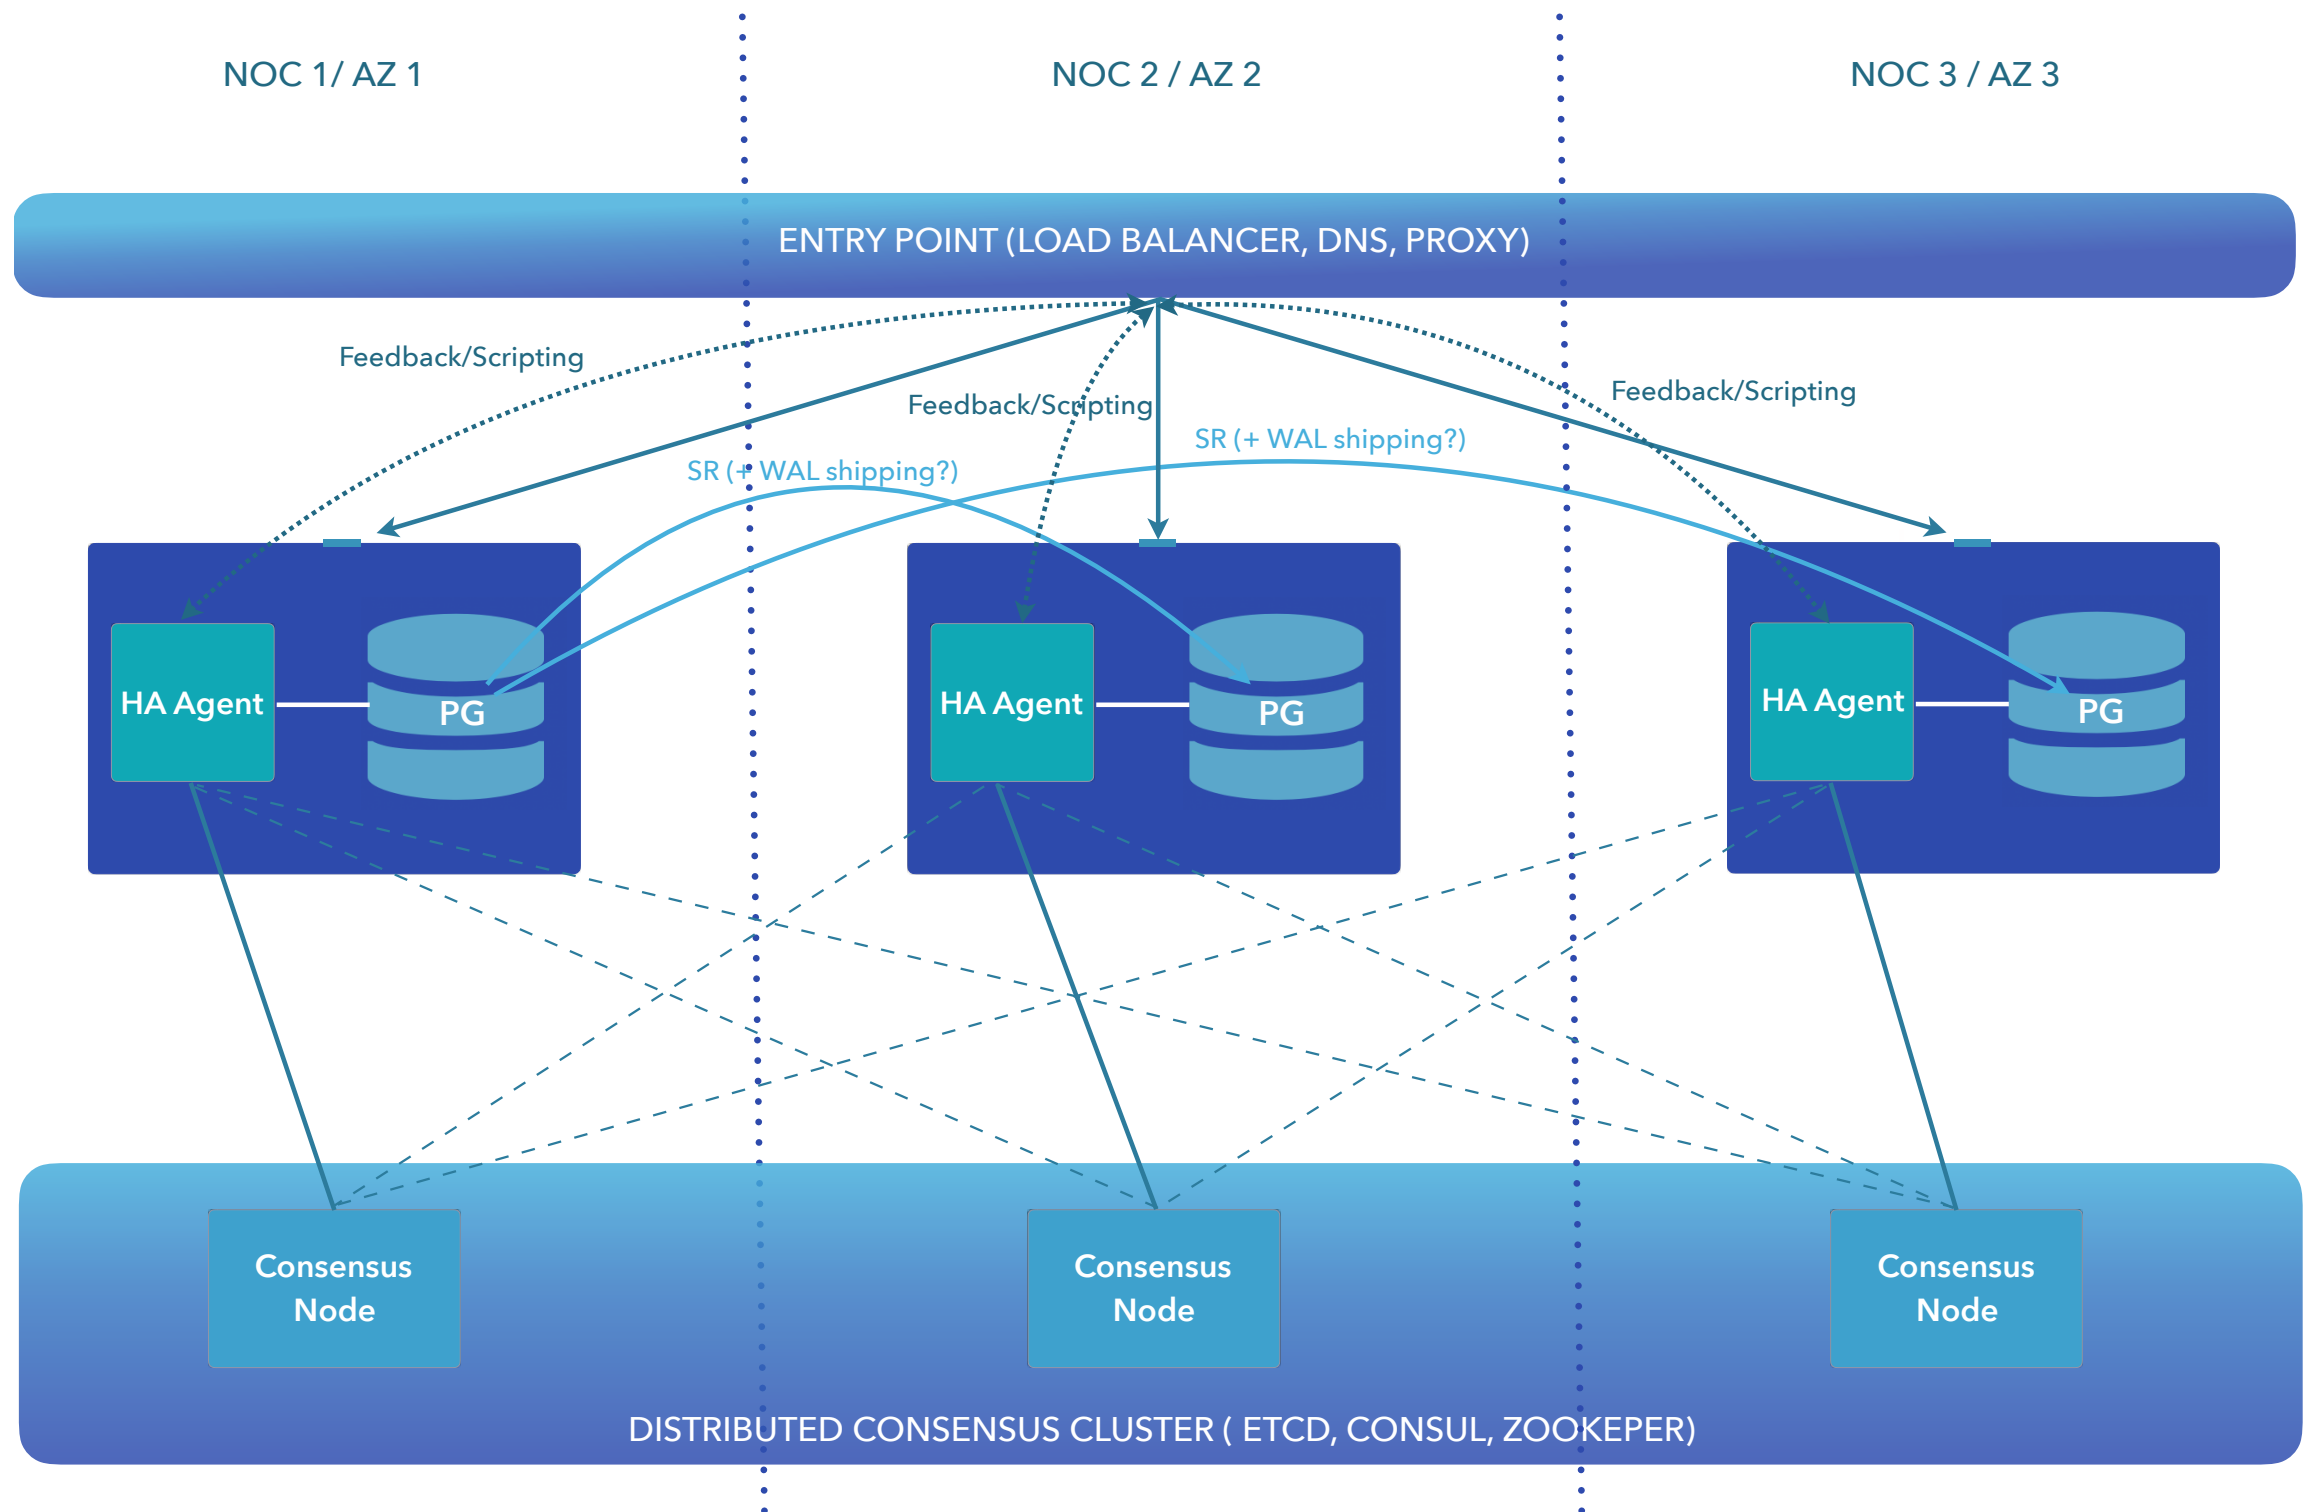 NOC 1/ AZ 1
NOC 2 / AZ 2
NOC 3 / AZ 3
ENTRY POINT (LOAD BALANCER, DNS, PROXY)
Feedback/Scripting
Feedback/Scripting
Feedback/Scripting
SR (+ WAL shipping?)
SR (+ WAL shipping?)
HA Agent
PG
HA Agent
PG
HA Agent
PG
Consensus
Node
Consensus
Node
Consensus
Node
DISTRIBUTED CONSENSUS CLUSTER ( ETCD, CONSUL, ZOOKEPER)